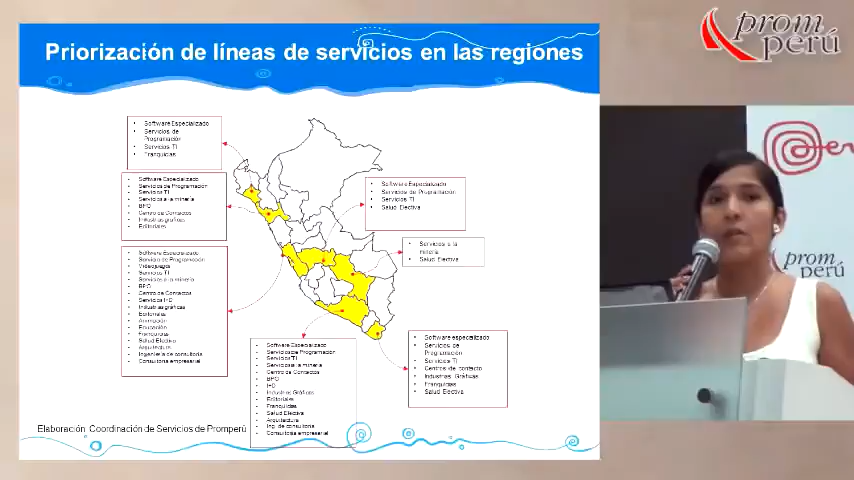 Priorización de líneas de servicios en las regiones
prom
perú
• Software Especializado
• Servicios de
Programación
• Servicios TI
• Franquicias
• Software Especializado
• Servicios de Programación
• Servicios TI
• Servicios a la minería
• BPO
• Centro de Contactos
• Industrias gráficas
• Editoriales
• Software Especializado
• Servicio de Programación
• Videojuegos
• Servicios TI
• Servicios a la minería
• BPO
• Centro de Contactos
• Servicios I+D
• Industrias gráficas
• Editoriales
• Animación
• Educación
• Franquicias
• Salud Electiva
• Arquitectura
• Ingeniería de consultoría
• Consultoría empresarial
• Software Especializado
• Servicios de Programación
• Servicios TI
• Salud Electiva
• Servicios a la
minería
• Salud Electiva
• Software Especializado
• Servicios de Programación
• Servicios TI
• Servicios a la minería
• Centro de Contactos
• BPO
• I+D
• Industrias Gráficas
• Editoriales
• Franquicias
• Salud Electiva
• Arquitectura
• Ing. de consultoría
• Consultoría empresarial
• Software especializado
• Servicios de
Programación
• Servicios TI
• Centros de contacto
• Industrias Gráficas
• Franquicias
• Salud Electiva
Elaboración Coordinación de Servicios de Promperú
prom
perú